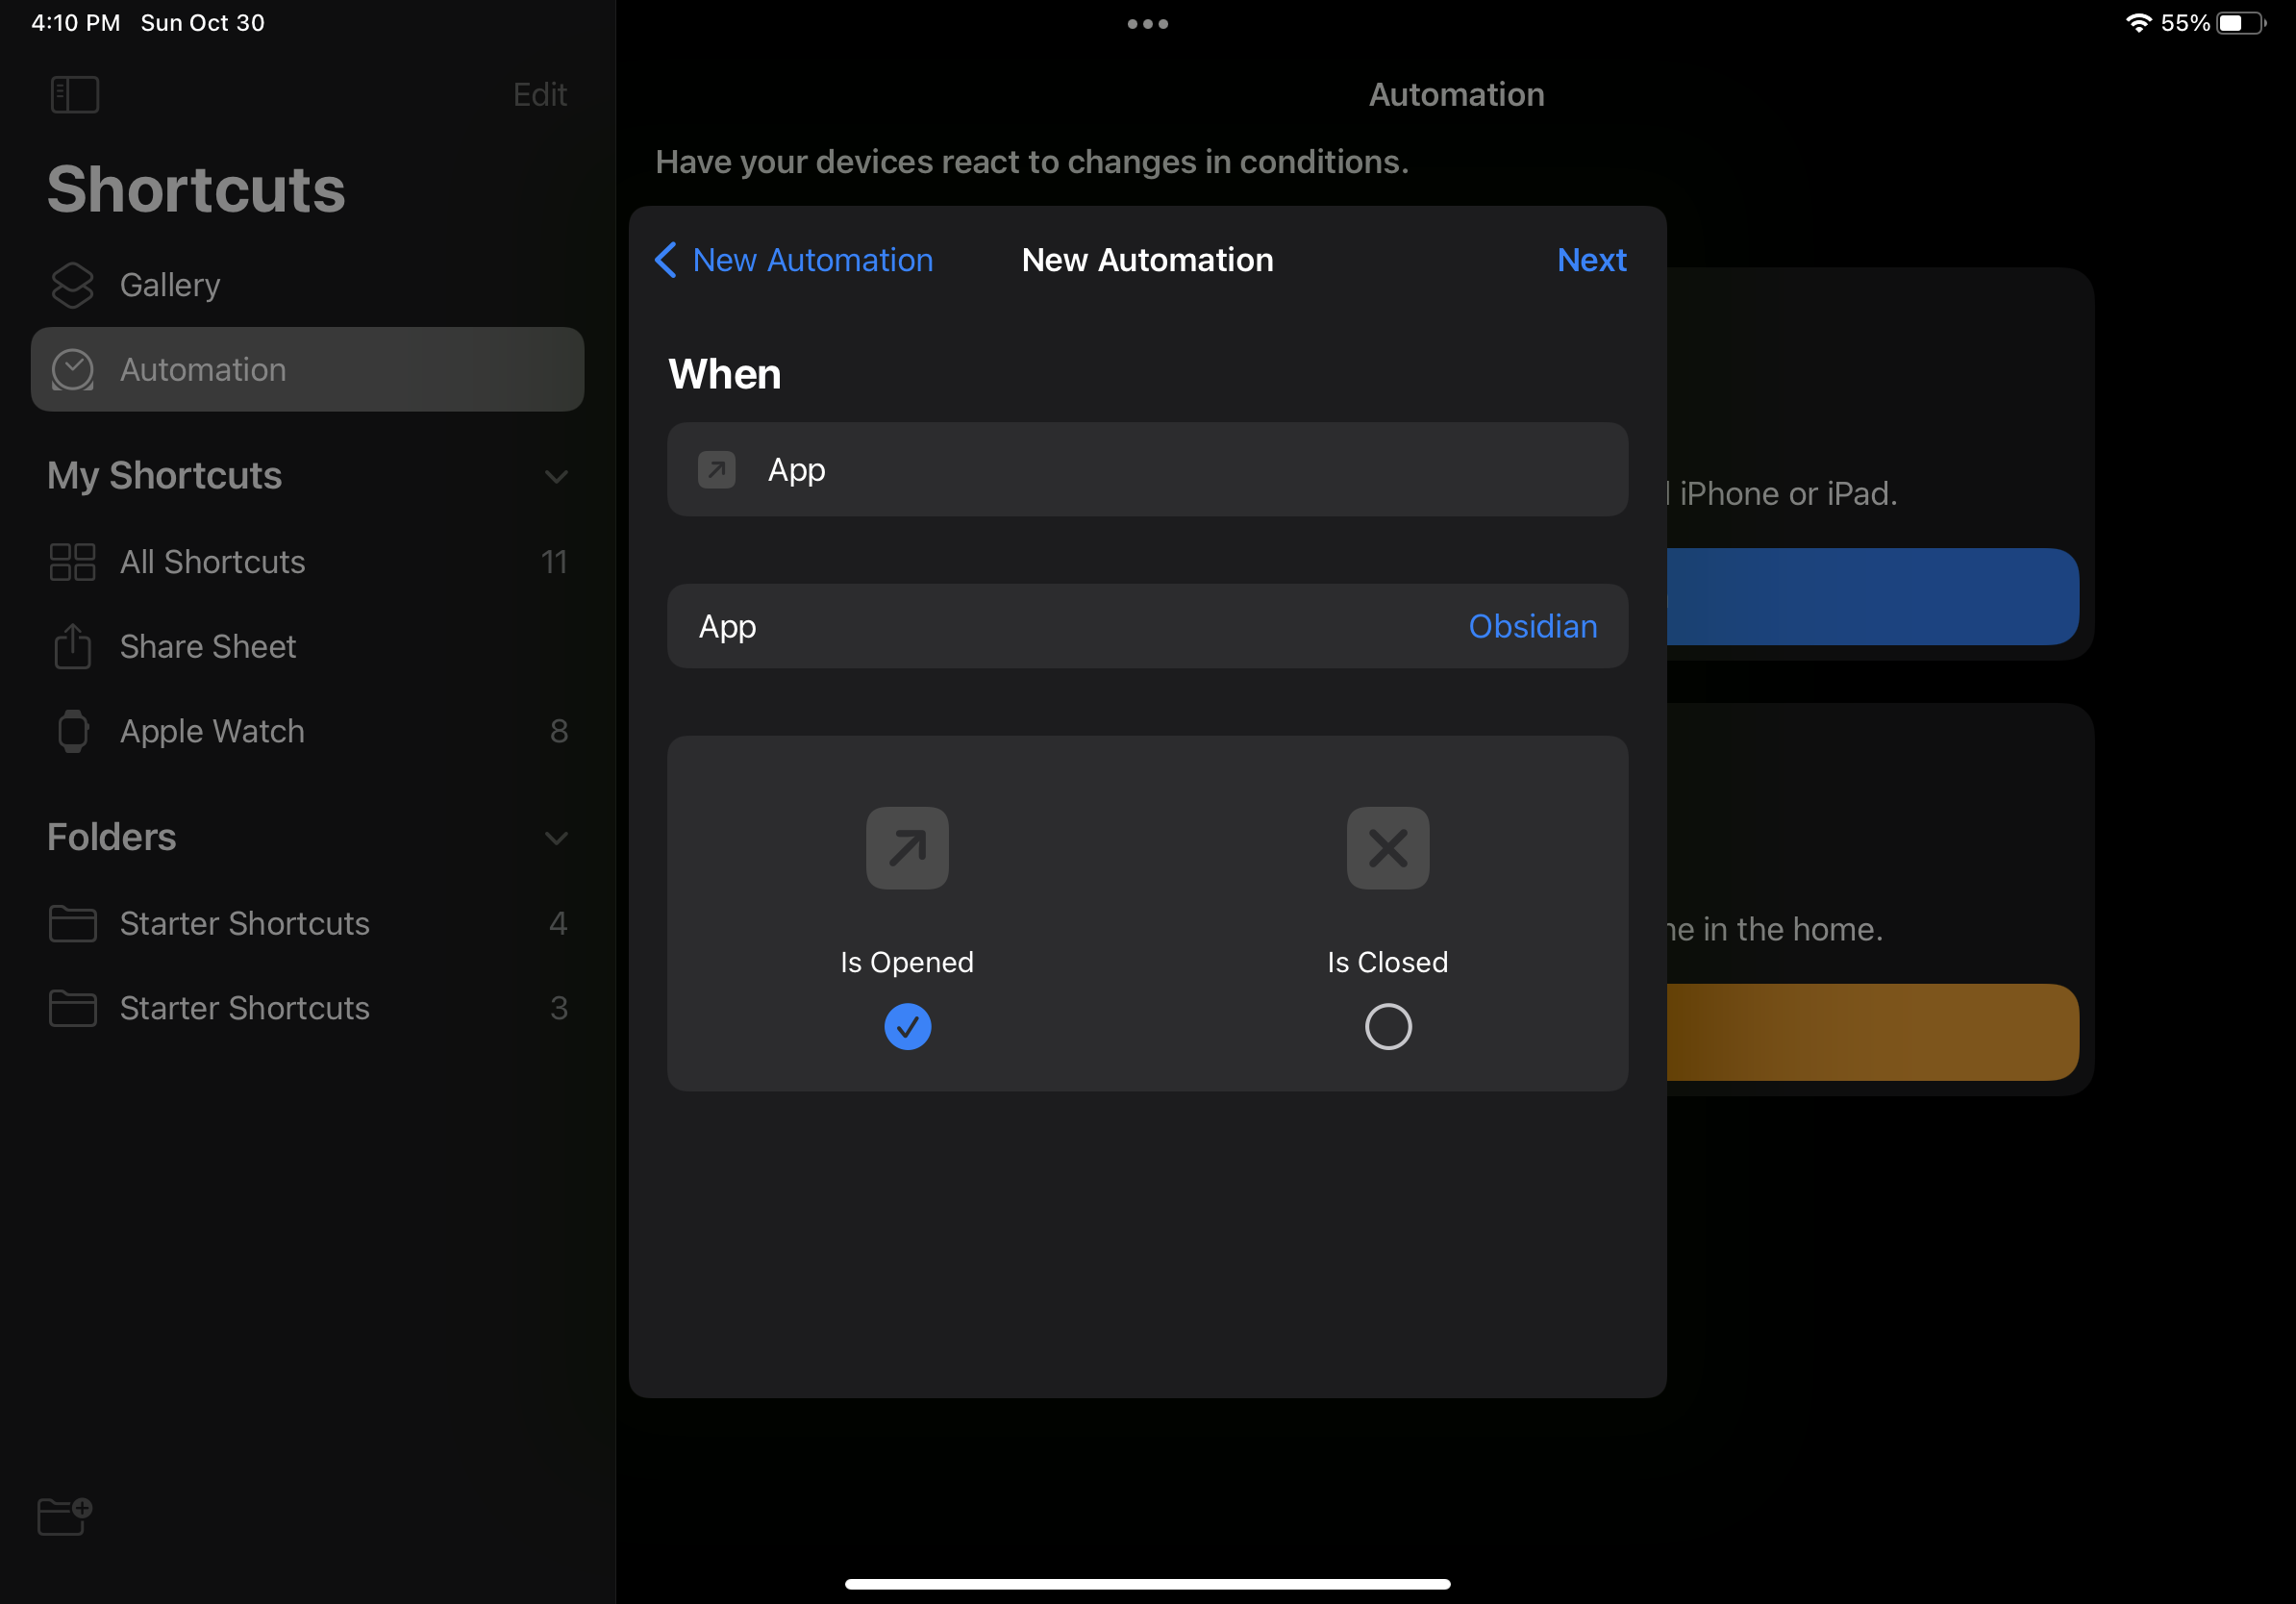 4:10 PM Sun Oct 30
55%
Edit
Shortcuts
Gallery
Automation
My Shortcuts
All Shortcuts 11
Share Sheet
Apple Watch 8
Folders
Starter Shortcuts 4
Starter Shortcuts 3
Automation
Have your devices react to changes in conditions.
New Automation New Automation Next
When
App
App Obsidian
Is Opened Is Closed
iPhone or iPad.
in the home.